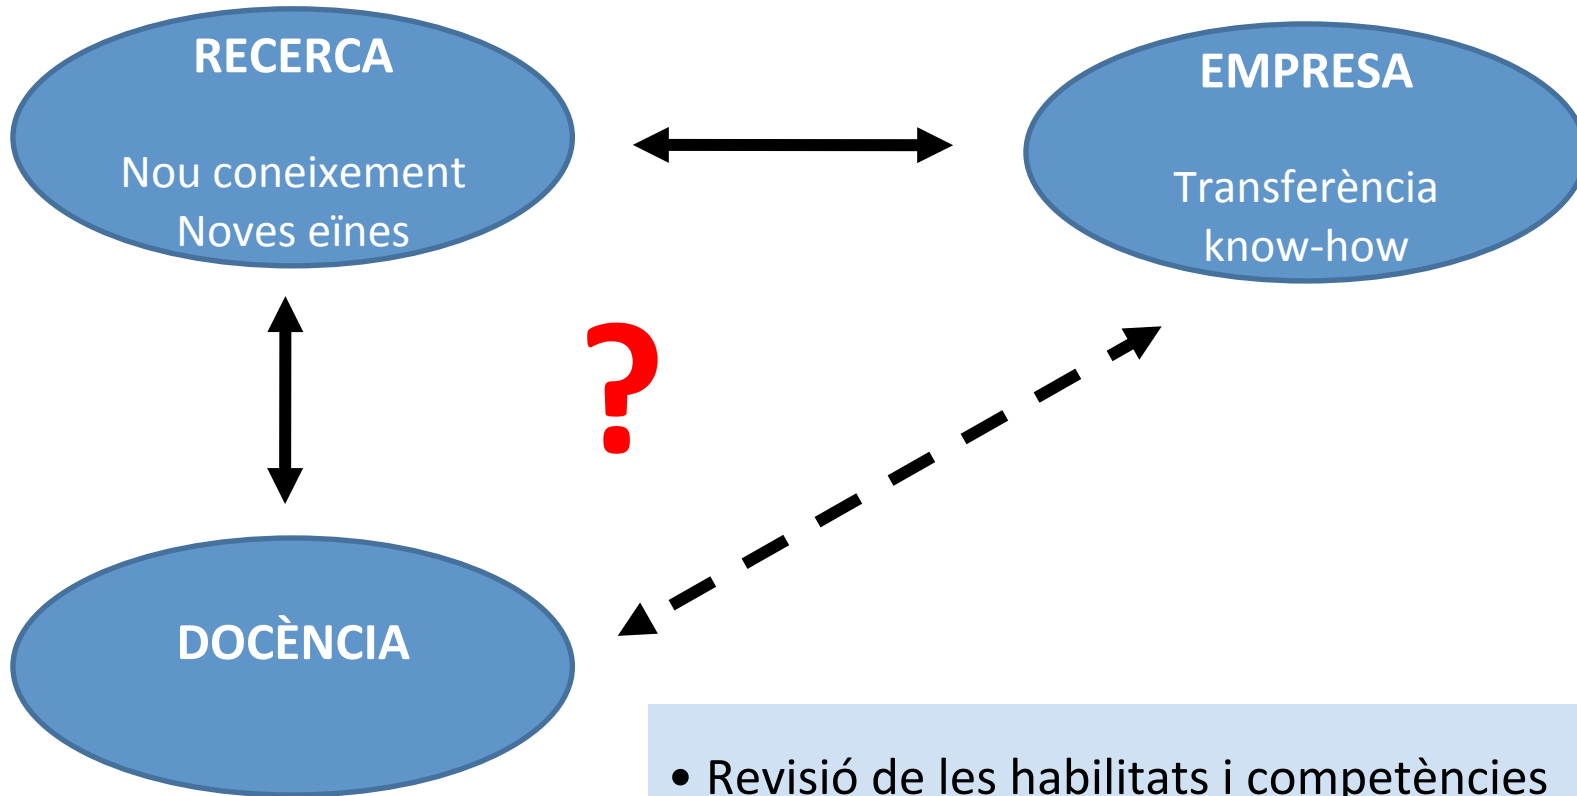 RECERCA
Nou coneixement
Noves eïnes
EMPRESA
Transferència
know-how
?
DOCÈNCIA
• Revisió de les habilitats i competències